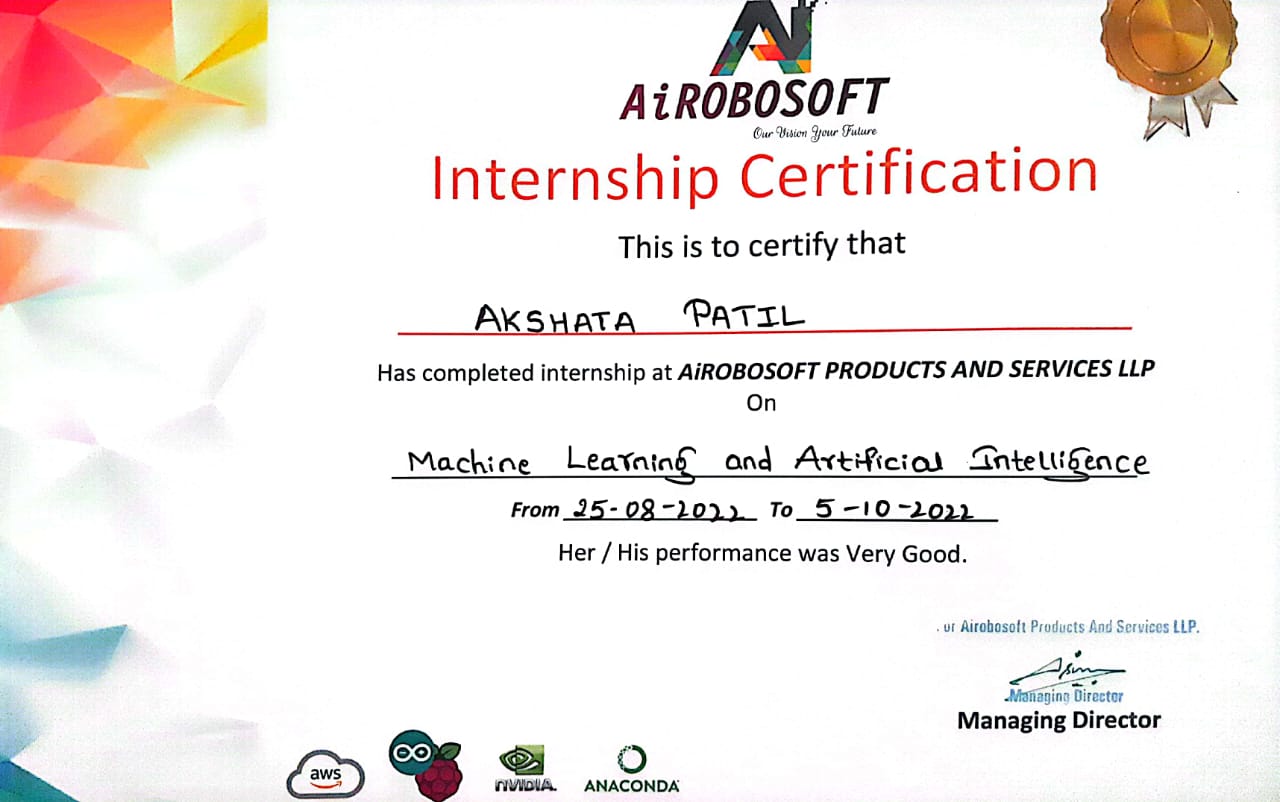 AiROBOSOFT
Our Vision Your Future
Internship Certification
This is to certify that
AKSHATA PATIL
Has completed internship at AiROBOSOFT PRODUCTS AND SERVICES LLP
On
Machine Learning and Artificial Intelligence
From 25-08-2022 To 5-10-2022
Her / His performance was Very Good.
ur Airobosoft Products And Services LLP.
Managing Director
Managing Director
aws
NVIDIA.
ANACONDA